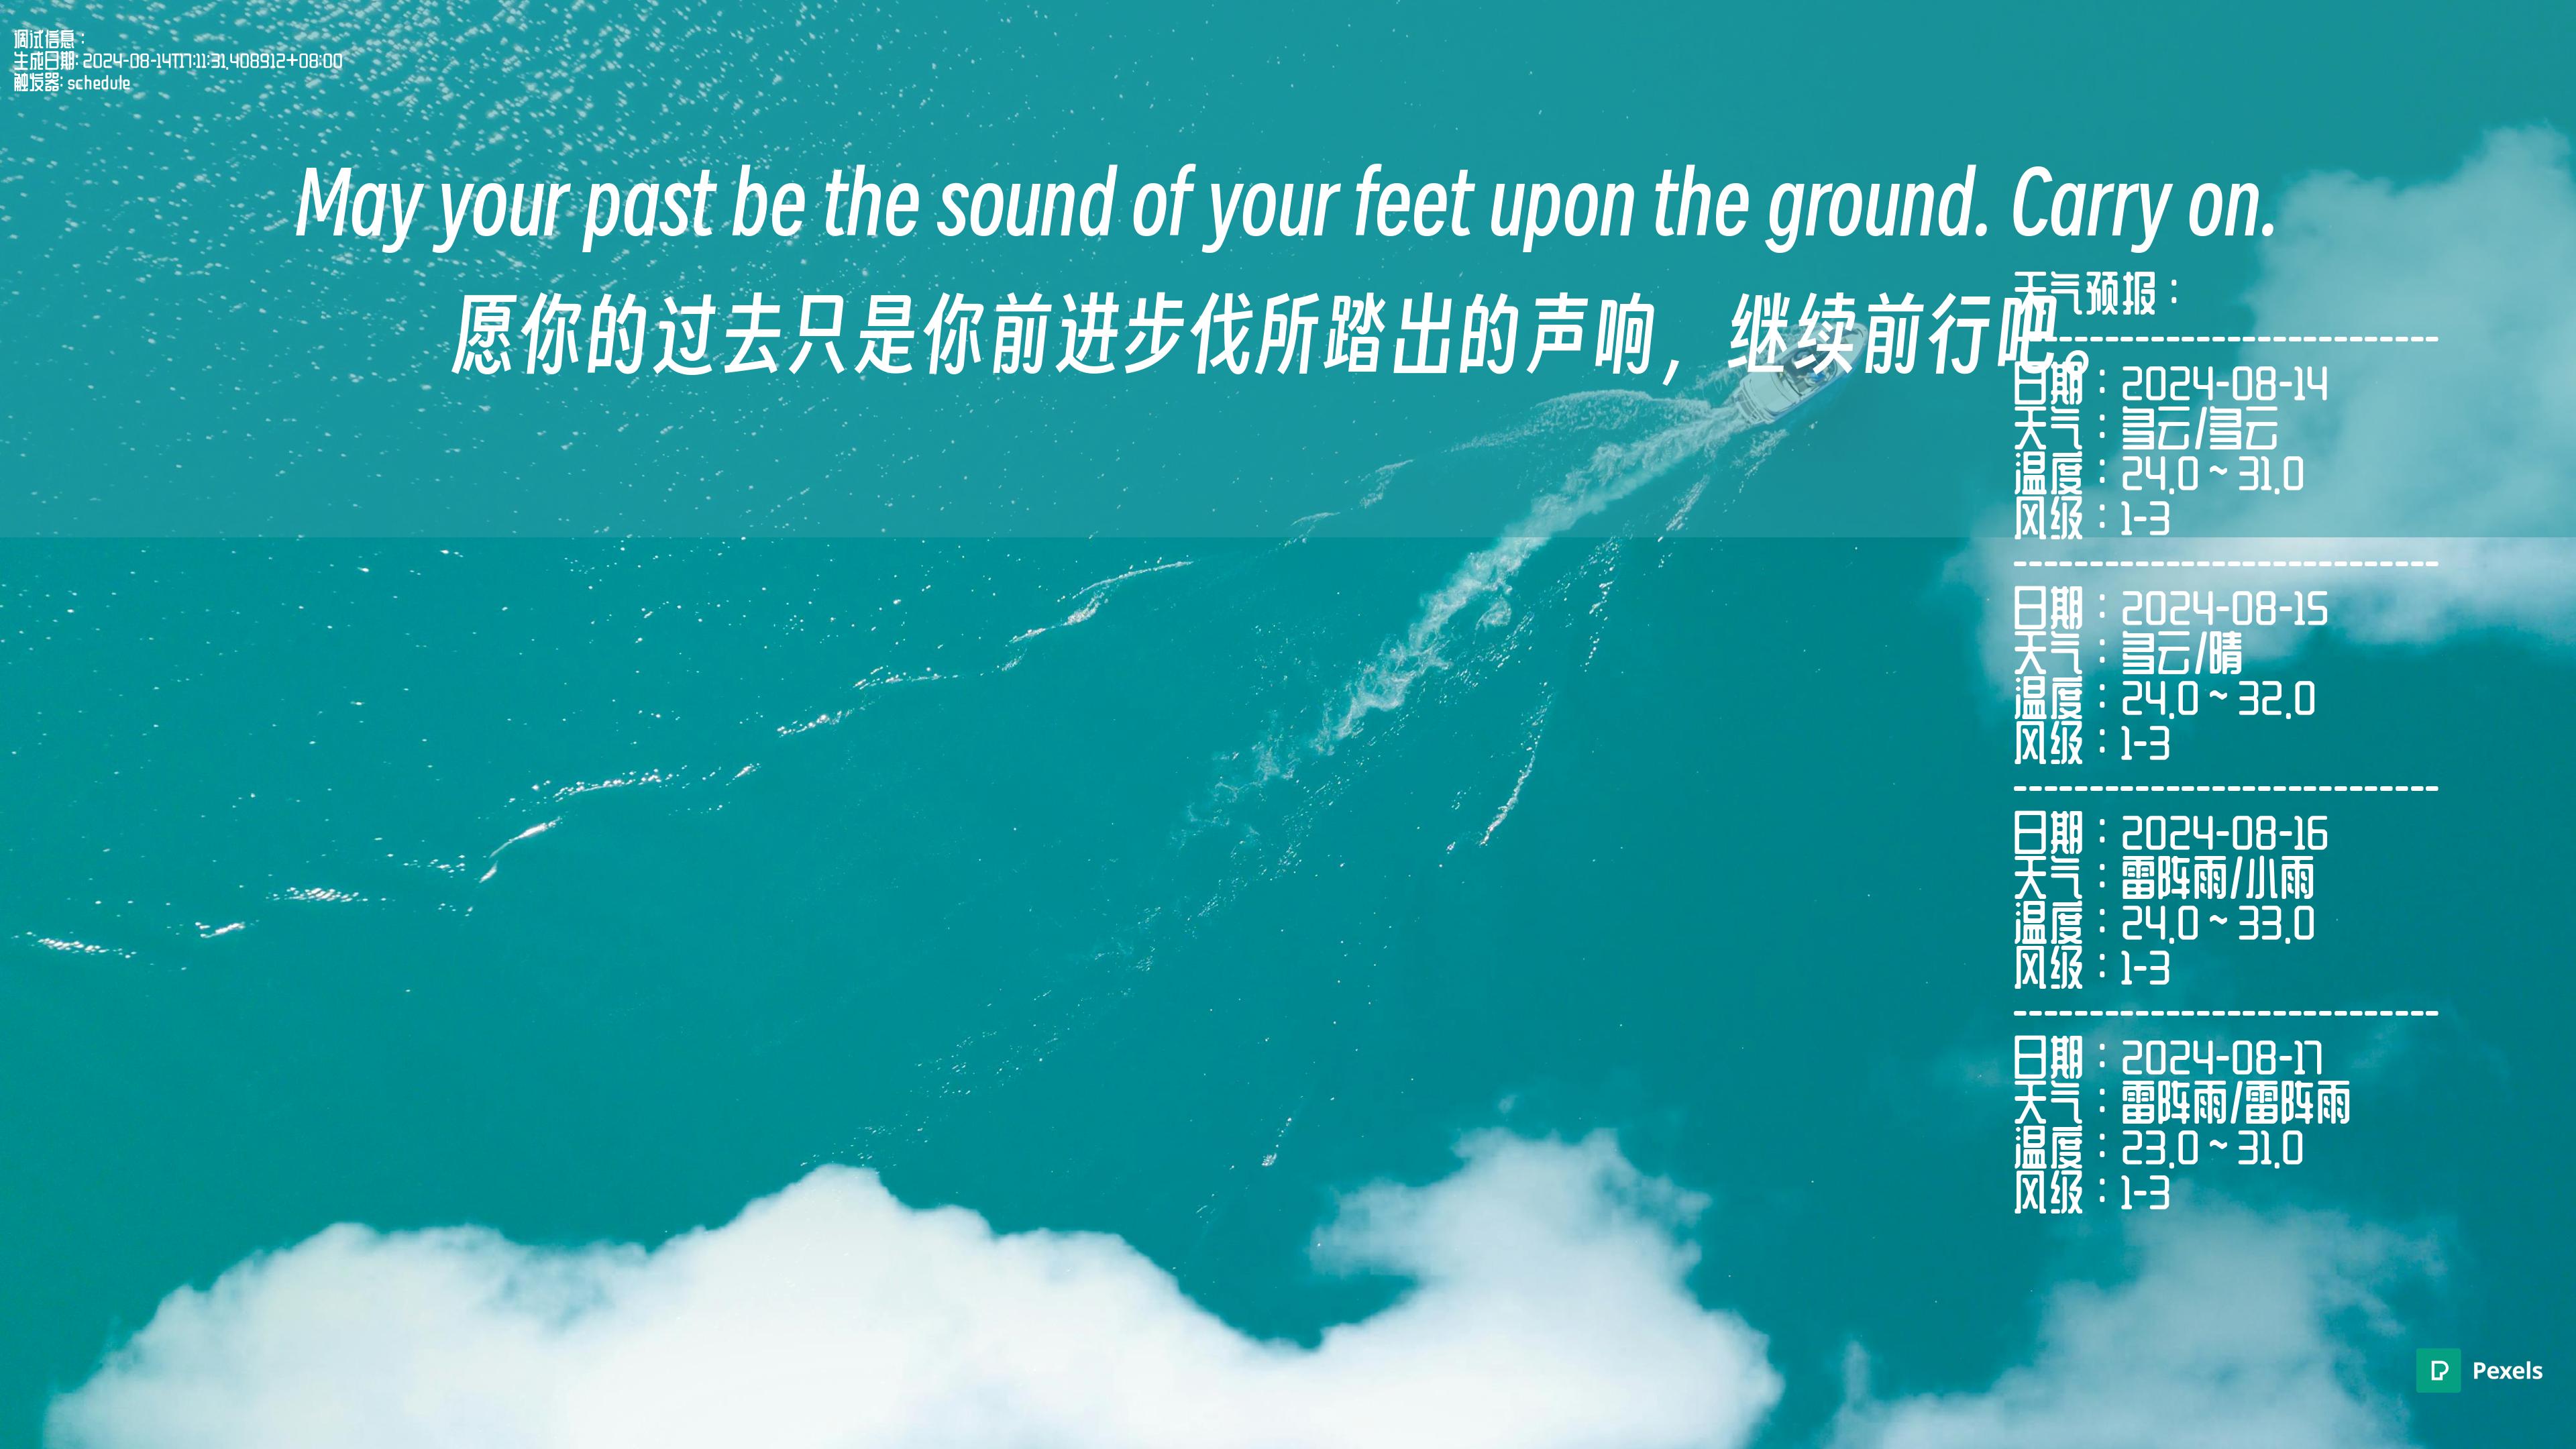 调试信息：
生成日期: 2024-08-14T17:11:31.408912+08:00
触发器: schedule
May your past be the sound of your feet upon the ground. Carry on.
愿你的过去只是你前进步伐所踏出的声响，继续前行吧。
天气预报：
----------------------------
日期：2024-08-14
天气：多云/多云
温度：24.0 ~ 31.0
风级：1-3
----------------------------
日期：2024-08-15
天气：多云/晴
温度：24.0 ~ 32.0
风级：1-3
----------------------------
日期：2024-08-16
天气：雷阵雨/小雨
温度：24.0 ~ 33.0
风级：1-3
----------------------------
日期：2024-08-17
天气：雷阵雨/雷阵雨
温度：23.0 ~ 31.0
风级：1-3
Pexels